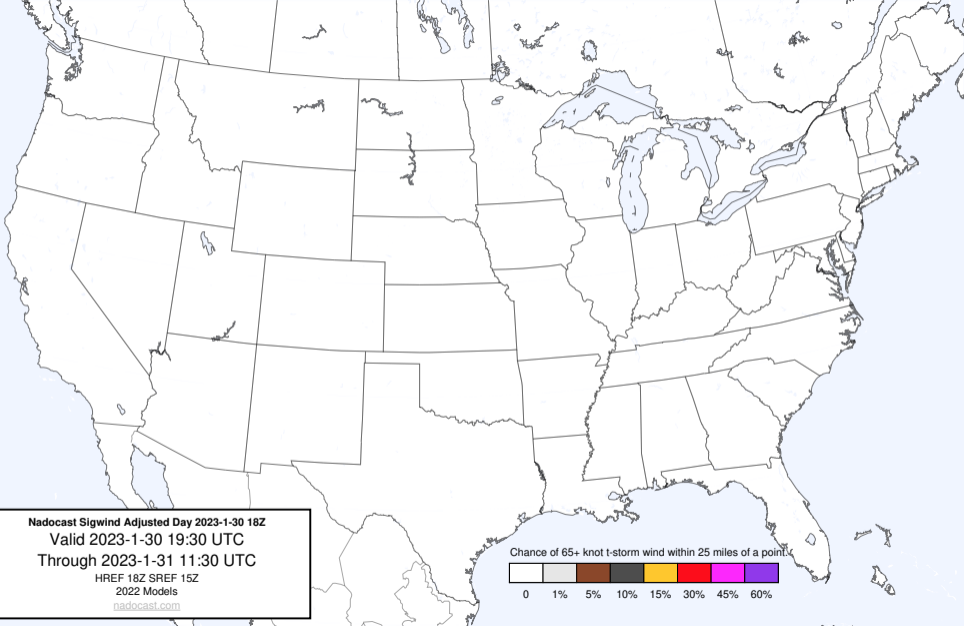 Nadocast Sigwind Adjusted Day 2023-1-30 18Z
Valid 2023-1-30 19:30 UTC
Through 2023-1-31 11:30 UTC
HREF 18Z SREF 15Z
2022 Models
nadocast.com
Chance of 65+ knot t-storm wind within 25 miles of a point.
0 1% 5% 10% 15% 30% 45% 60%